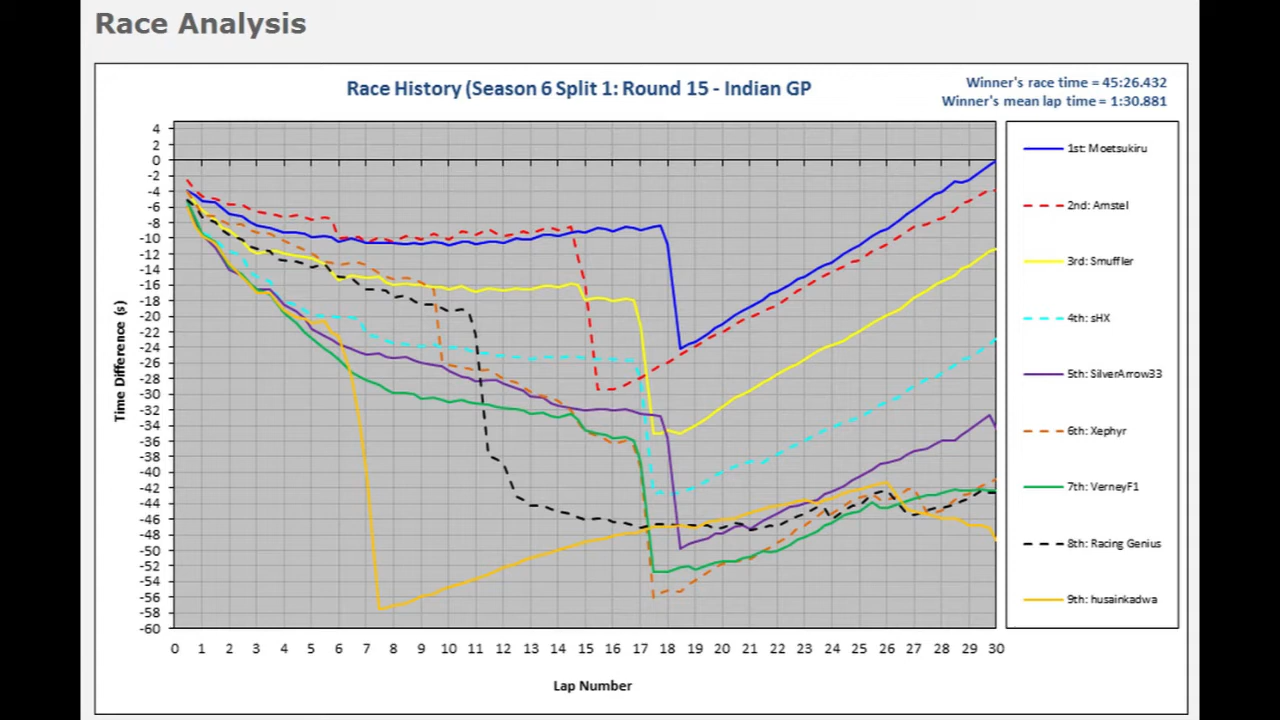 Race Analysis
Race History (Season 6 Split 1: Round 15 - Indian GP
Winner's race time = 45:26.432
Winner's mean lap time = 1:30.881
4
2
0
-2
-4
-6
-8
-10
-12
-14
-16
-18
-20
-22
-24
-26
-28
-30
-32
-34
-36
-38
-40
-42
-44
-46
-48
-50
-52
-54
-56
-58
-60
Time Difference (s)
0 1 2 3 4 5 6 7 8 9 10 11 12 13 14 15 16 17 18 19 20 21 22 23 24 25 26 27 28 29 30
Lap Number
1st: Moetsukiru
2nd: Amstel
3rd: Smuffler
4th: sHX
5th: SilverArrow33
6th: Xephyr
7th: VerneyF1
8th: Racing Genius
9th: husainkadwa